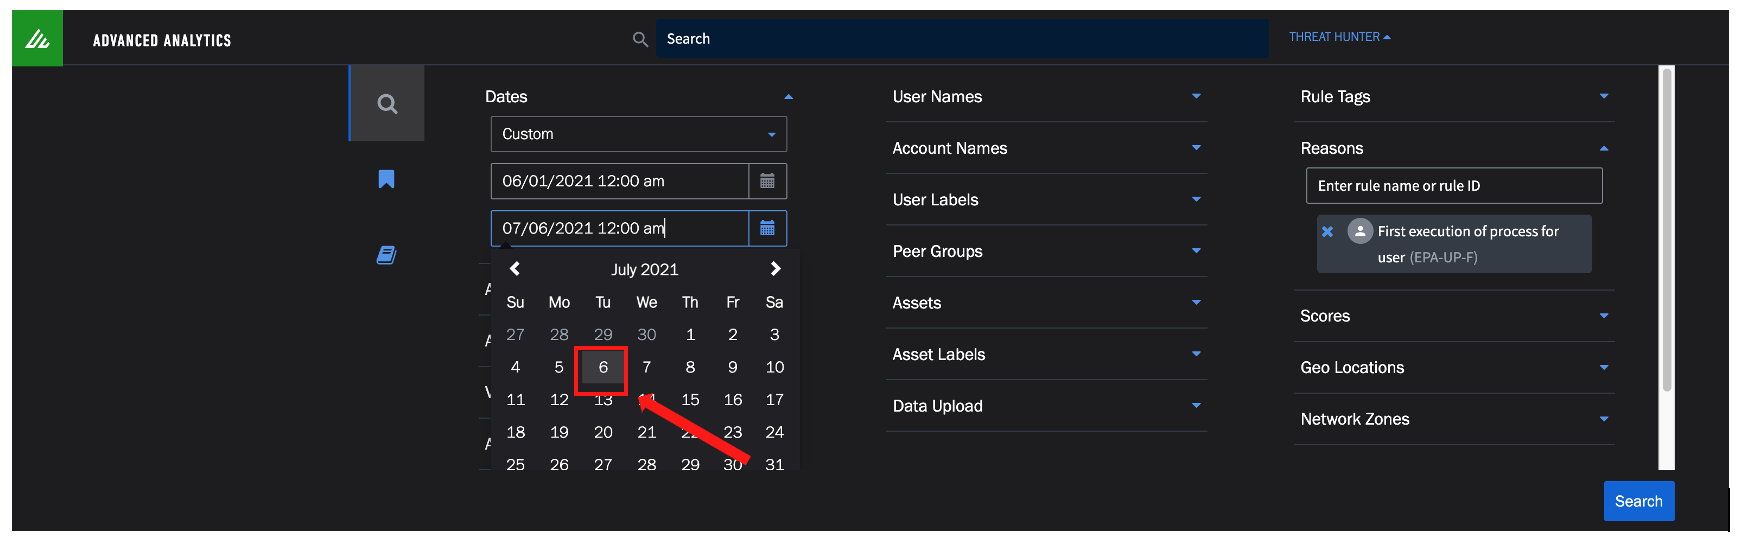 ADVANCED ANALYTICS
Search
THREAT HUNTER
Dates
Custom
06/01/2021 12:00 am
07/06/2021 12:00 am
July 2021
Su Mo Tu We Th Fr Sa
27 28 29 30 1 2 3
4 5 6 7 8 9 10
11 12 13 14 15 16 17
18 19 20 21 22 23 24
25 26 27 28 29 30 31
User Names
Account Names
User Labels
Peer Groups
Assets
Asset Labels
Data Upload
Rule Tags
Reasons
Enter rule name or rule ID
First execution of process for
user (EPA-UP-F)
Scores
Geo Locations
Network Zones
Search